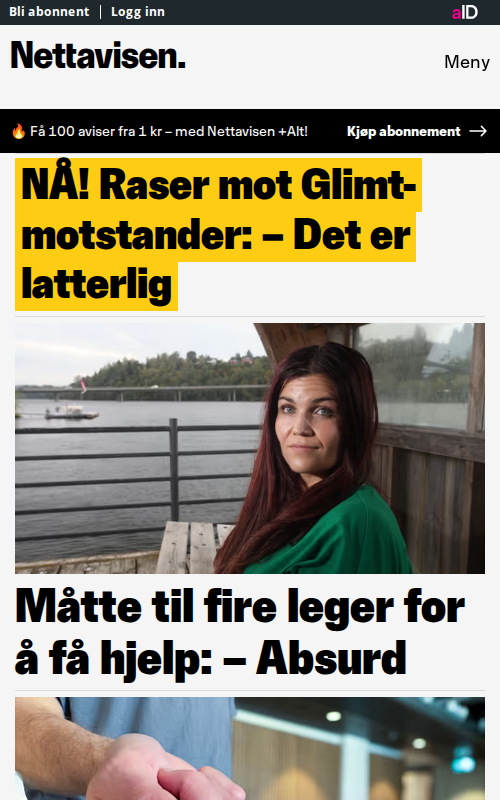 Bli abonnent | Logg inn
aID
Nettavisen.
Meny
🔥 Få 100 aviser fra 1 kr – med Nettavisen +Alt!
Kjøp abonnement →
NÅ! Raser mot Glimt-
motstander: – Det er
latterlig
Måtte til fire leger for
å få hjelp: – Absurd